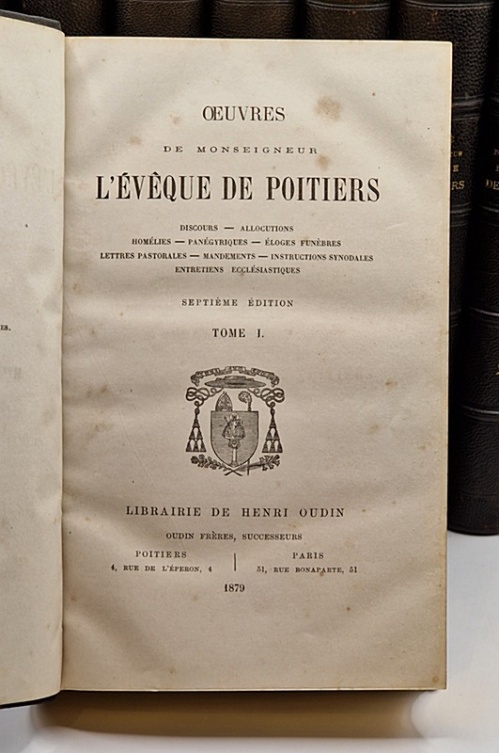 ŒUVRES
DE MONSEIGNEUR
L'ÉVÊQUE DE POITIERS
DISCOURS — ALLOCUTIONS
HOMÉLIES — PANÉGYRIQUES — ÉLOGES FUNÈBRES
LETTRES PASTORALES — MANDEMENTS — INSTRUCTIONS SYNODALES
ENTRETIENS ECCLÉSIASTIQUES
SEPTIÈME ÉDITION
TOME I.
LIBRAIRIE DE HENRI OUDIN
OUDIN FRÈRES, SUCCESSEURS
POITIERS
4, RUE DE L'ÉPERON, 4
PARIS
51, RUE BONAPARTE, 51
1879